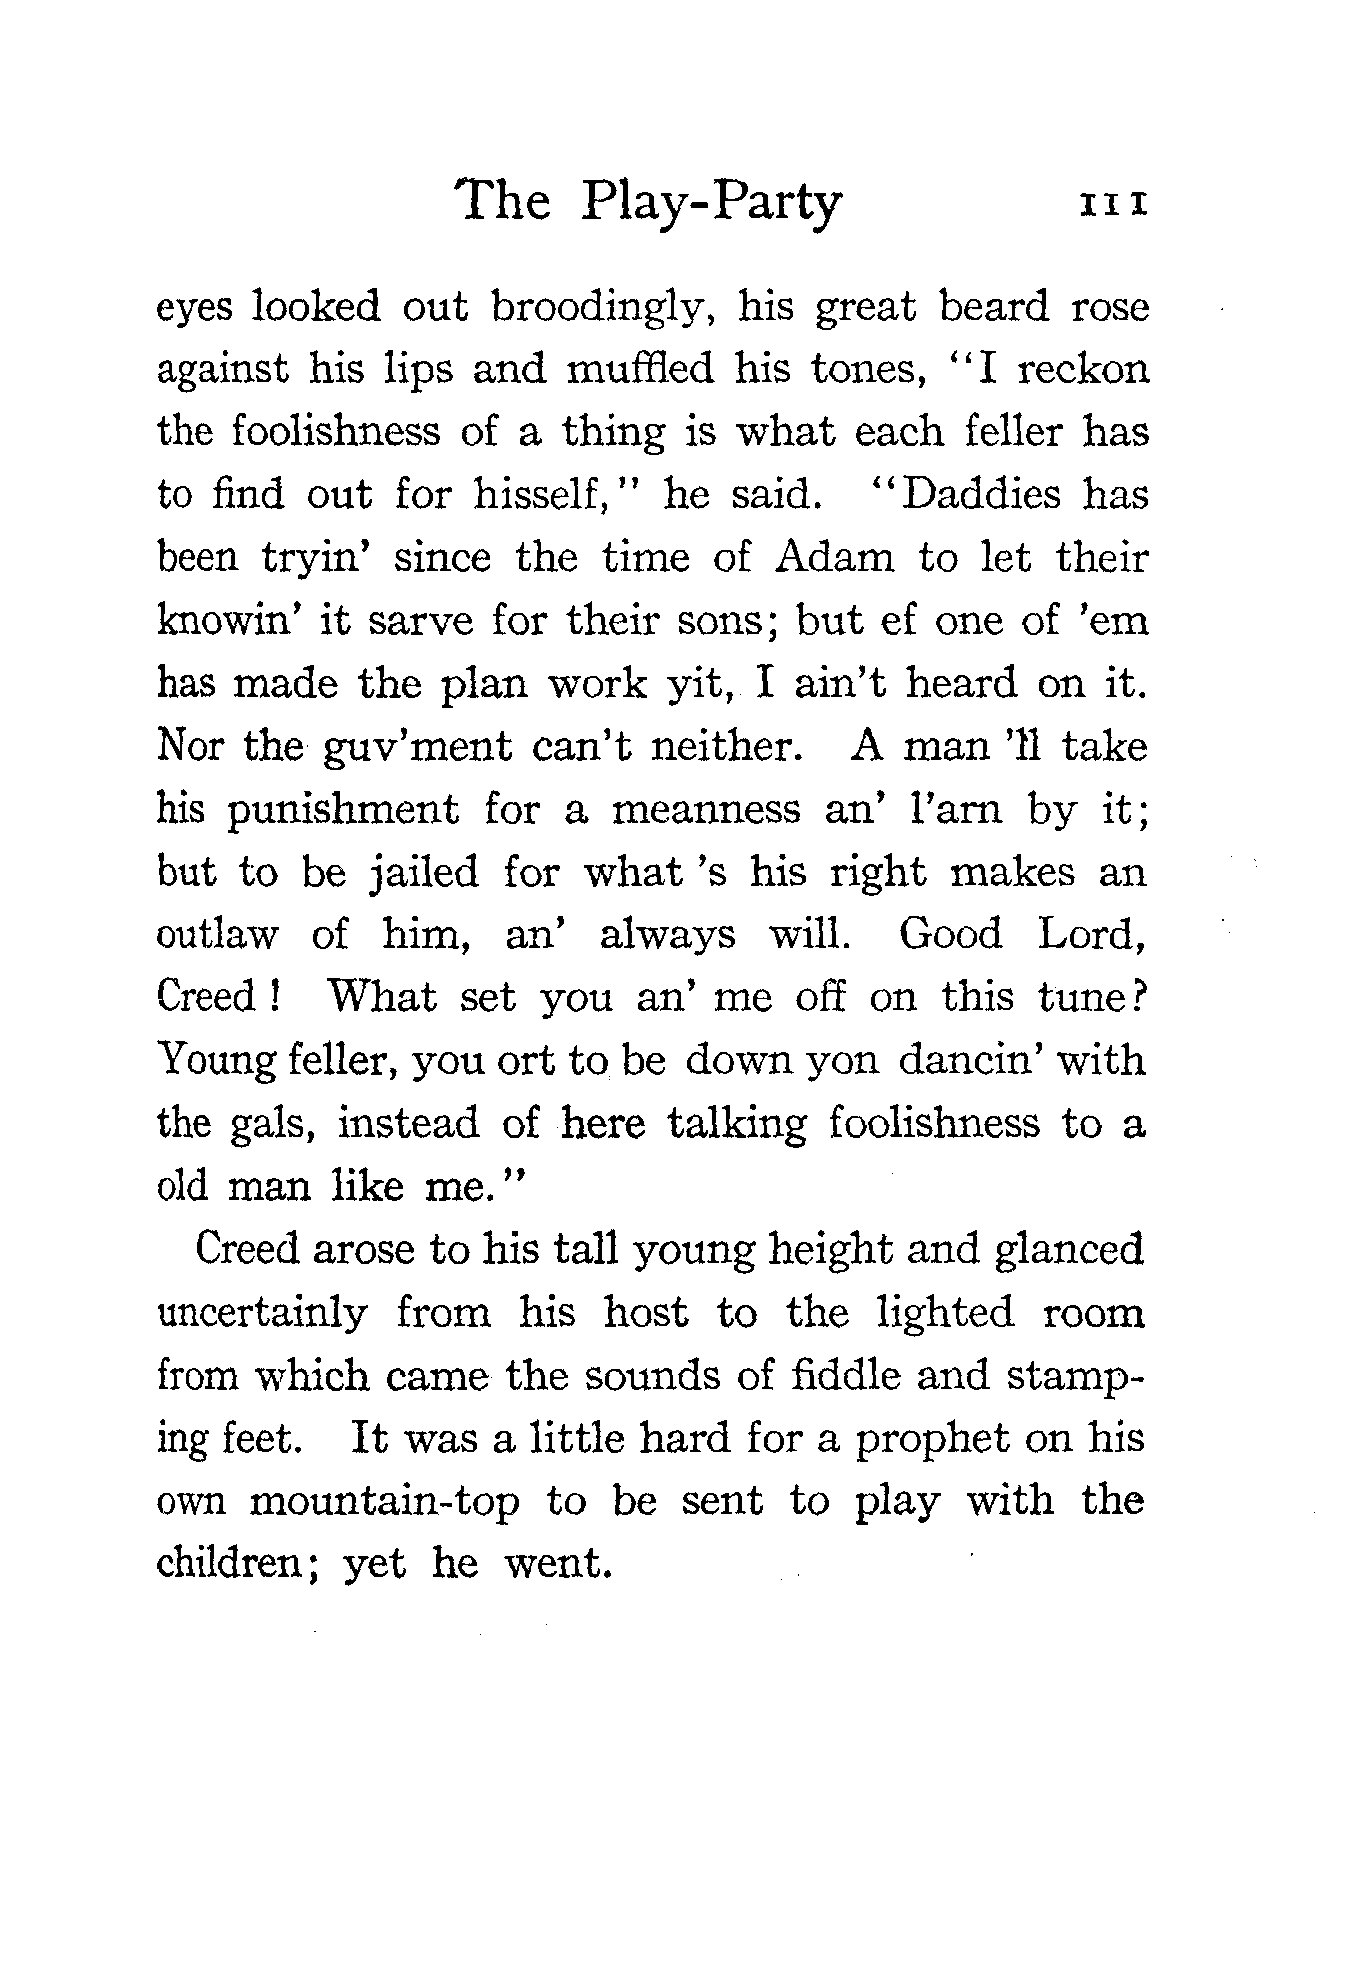 The Play-Party 111
eyes looked out broodingly, his great beard rose
against his lips and muffled his tones, "I reckon
the foolishness of a thing is what each feller has
to find out for hisself," he said. "Daddies has
been tryin' since the time of Adam to let their
knowin' it sarve for their sons; but ef one of 'em
has made the plan work yit, I ain't heard on it.
Nor the guv'ment can't neither. A man 'll take
his punishment for a meanness an' l'arn by it;
but to be jailed for what 's his right makes an
outlaw of him, an' always will. Good Lord,
Creed! What set you an' me off on this tune?
Young feller, you ort to be down yon dancin' with
the gals, instead of here talking foolishness to a
old man like me."
Creed arose to his tall young height and glanced
uncertainly from his host to the lighted room
from which came the sounds of fiddle and stamp-
ing feet. It was a little hard for a prophet on his
own mountain-top to be sent to play with the
children; yet he went.